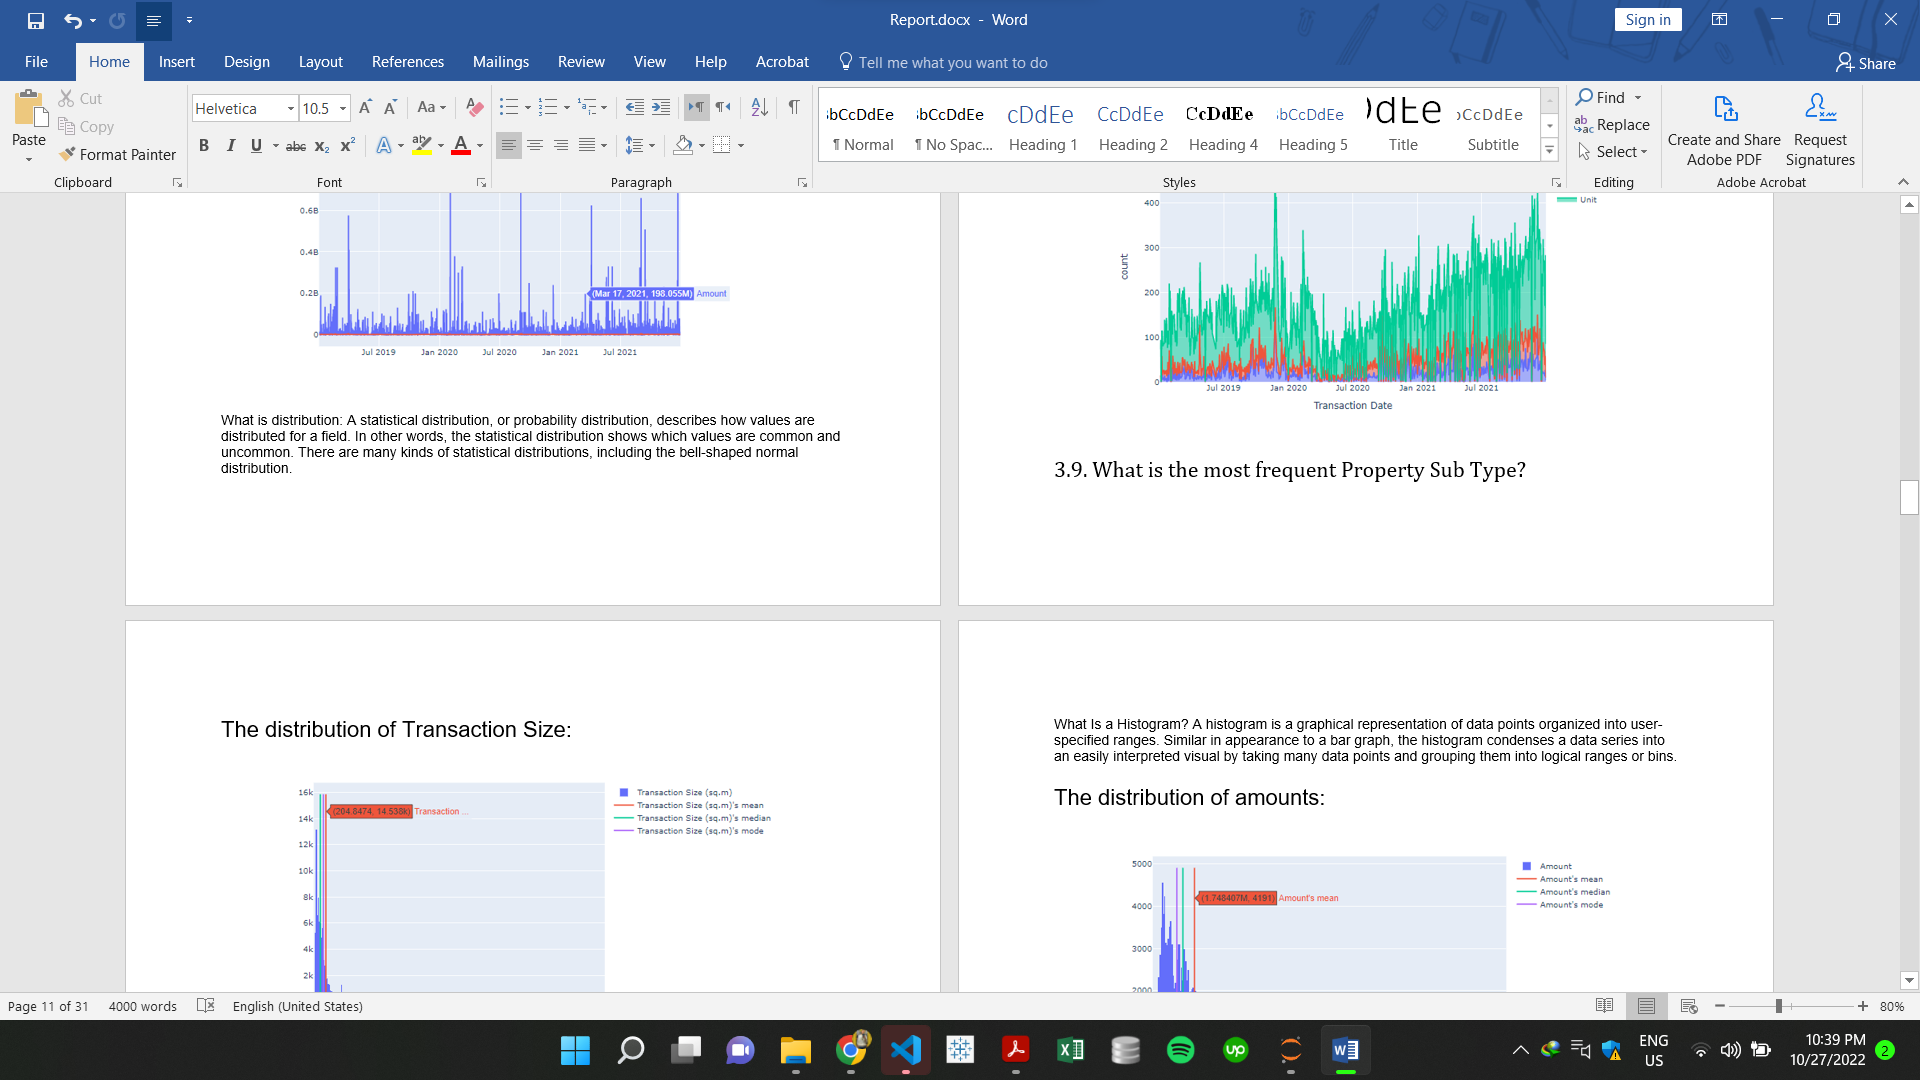 Report.docx - Word
Sign in
File
Home
Insert
Design
Layout
References
Mailings
Review
View
Help
Acrobat
Tell me what you want to do
Share
Paste
Cut
Copy
Format Painter
Clipboard
Helvetica
10.5
Font
Paragraph
¶ Normal
¶ No Spac...
Heading 1
Heading 2
Heading 4
Heading 5
Title
Subtitle
Styles
Find
Replace
Select
Editing
Create and Share
Adobe PDF
Request
Signatures
Adobe Acrobat
0.6B
0.4B
0.2B
0
(Mar 17, 2021, 198.055M) Amount
Jul 2019 Jan 2020 Jul 2020 Jan 2021 Jul 2021
What is distribution: A statistical distribution, or probability distribution, describes how values are
distributed for a field. In other words, the statistical distribution shows which values are common and
uncommon. There are many kinds of statistical distributions, including the bell-shaped normal
distribution.
Unit
400
300
200
100
0
count
Jul 2019 Jan 2020 Jul 2020 Jan 2021 Jul 2021
Transaction Date
3.9. What is the most frequent Property Sub Type?
The distribution of Transaction Size:
16k
14k
12k
10k
8k
6k
4k
2k
(204.8474, 14.538k) Transaction ...
Transaction Size (sq.m)
Transaction Size (sq.m)'s mean
Transaction Size (sq.m)'s median
Transaction Size (sq.m)'s mode
What Is a Histogram? A histogram is a graphical representation of data points organized into user-
specified ranges. Similar in appearance to a bar graph, the histogram condenses a data series into
an easily interpreted visual by taking many data points and grouping them into logical ranges or bins.
The distribution of amounts:
5000
4000
3000
2000
(1.748407M, 4191) Amount's mean
Amount
Amount's mean
Amount's median
Amount's mode
Page 11 of 31
4000 words
English (United States)
80%
ENG
US
10:39 PM
10/27/2022
2